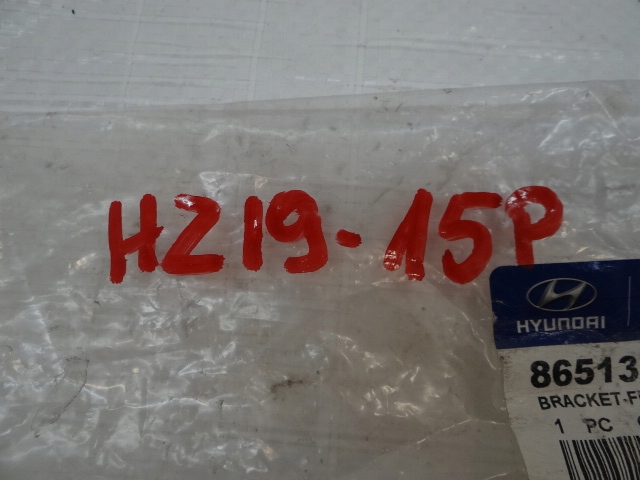 HZ19-15P
HYUNDAI
86513
BRACKET-F
1 PC